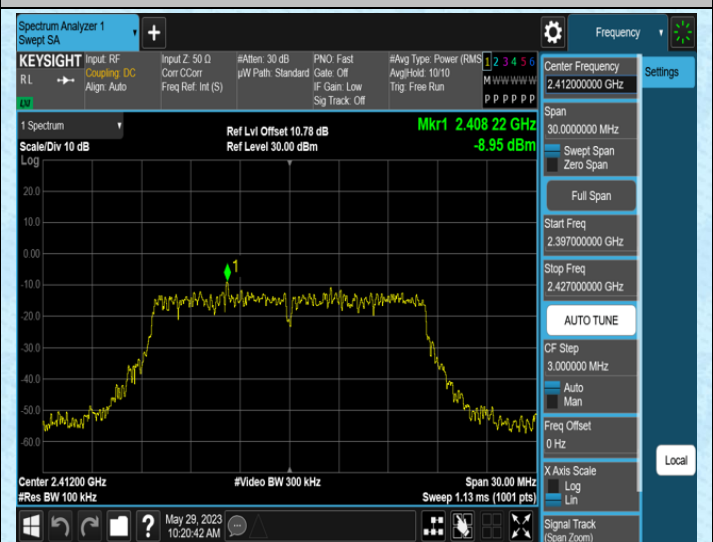 Spectrum Analyzer 1
Swept SA
+
Frequency
KEYSIGHT
RL
Input: RF
Coupling: DC
Align: Auto
Input Z: 50 Ω
Corr CCorr
Freq Ref: Int (S)
#Atten: 30 dB
µW Path: Standard
PNO: Fast
Gate: Off
IF Gain: Low
Sig Track: Off
#Avg Type: Power (RMS
Avg|Hold: 10/10
Trig: Free Run
1 2 3 4 5 6
M W W W W W
P P P P P P
1 Spectrum
Scale/Div 10 dB
Log
Ref Lvl Offset 10.78 dB
Ref Level 30.00 dBm
Mkr1 2.408 22 GHz
-8.95 dBm
20.0
10.0
0.00
-10.0
-20.0
-30.0
-40.0
-50.0
-60.0
1
Center 2.41200 GHz
#Res BW 100 kHz
#Video BW 300 kHz
Span 30.00 MHz
Sweep 1.13 ms (1001 pts)
Center Frequency
2.412000000 GHz
Settings
Span
30.0000000 MHz
Swept Span
Zero Span
Full Span
Start Freq
2.397000000 GHz
Stop Freq
2.427000000 GHz
AUTO TUNE
CF Step
3.000000 MHz
Auto
Man
Freq Offset
0 Hz
X Axis Scale
Log
Lin
Local
Signal Track
(Span Zoom)
?
May 29, 2023
10:20:42 AM